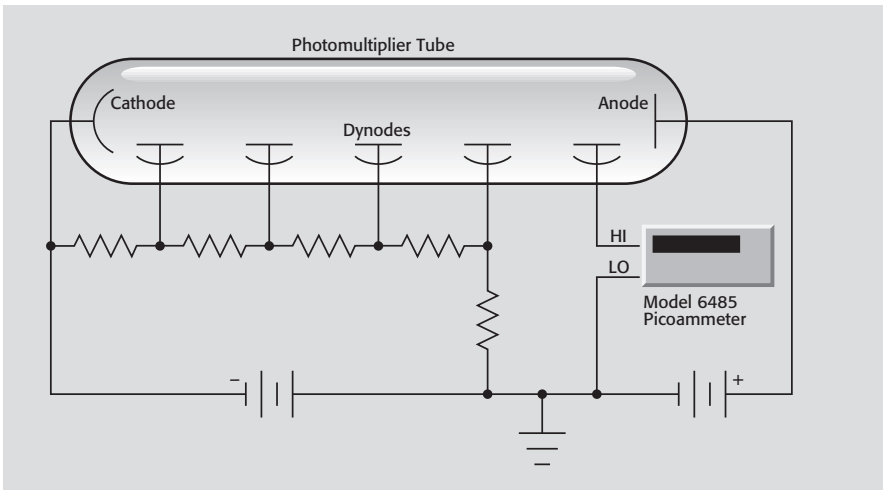 Photomultiplier Tube
Cathode
Anode
Dynodes
HI
LO
Model 6485
Picoammeter
–
+